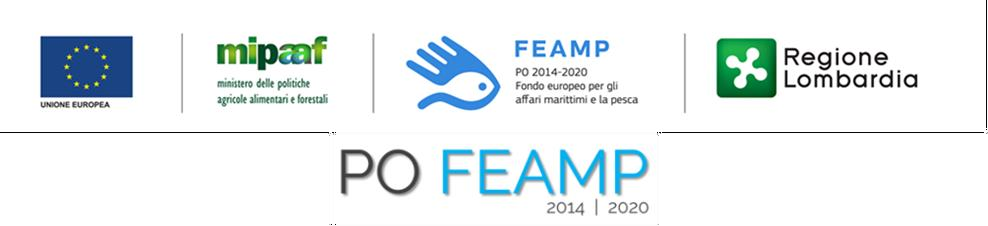 UNIONE EUROPEA
mipaaf
ministero delle politiche
agricole alimentari e forestali
FEAMP
PO 2014-2020
Fondo europeo per gli
affari marittimi e la pesca
Regione
Lombardia
PO FEAMP
2014 | 2020